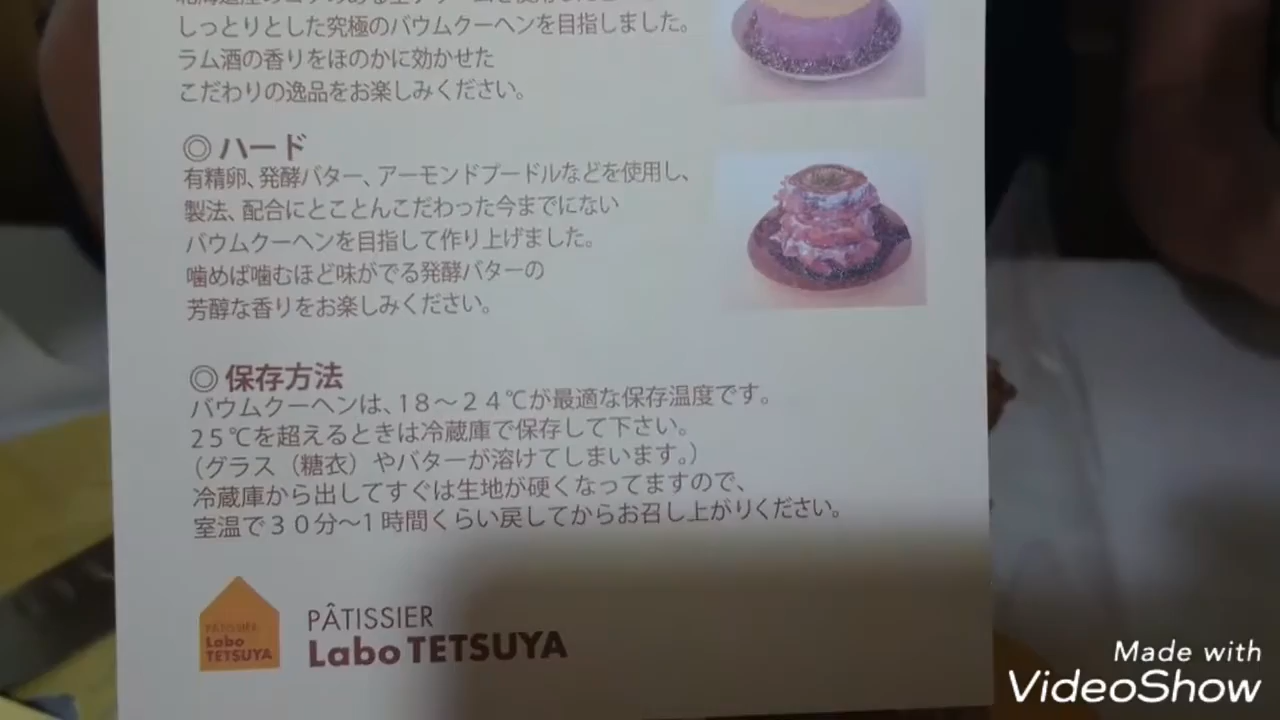 しっとりとした究極のバウムクーヘンを目指しました。
ラム酒の香りをほのかに効かせた
こだわりの逸品をお楽しみください。
◎ ハード
有精卵、発酵バター、アーモンドプードルなどを使用し、
製法、配合にとことんこだわった今までにない
バウムクーヘンを目指して作り上げました。
噛めば噛むほど味がでる発酵バターの
芳醇な香りをお楽しみください。
◎ 保存方法
バウムクーヘンは、18～24℃が最適な保存温度です。
25℃を超えるときは冷蔵庫で保存して下さい。
(グラス（糖衣）やバターが溶けてしまいます。)
冷蔵庫から出してすぐは生地が硬くなってますので、
室温で30分～1時間くらい戻してからお召し上がりください。
PÂTISSIER
Labo TETSUYA
PÂTISSIER
Labo TETSUYA
Made with
VideoShow